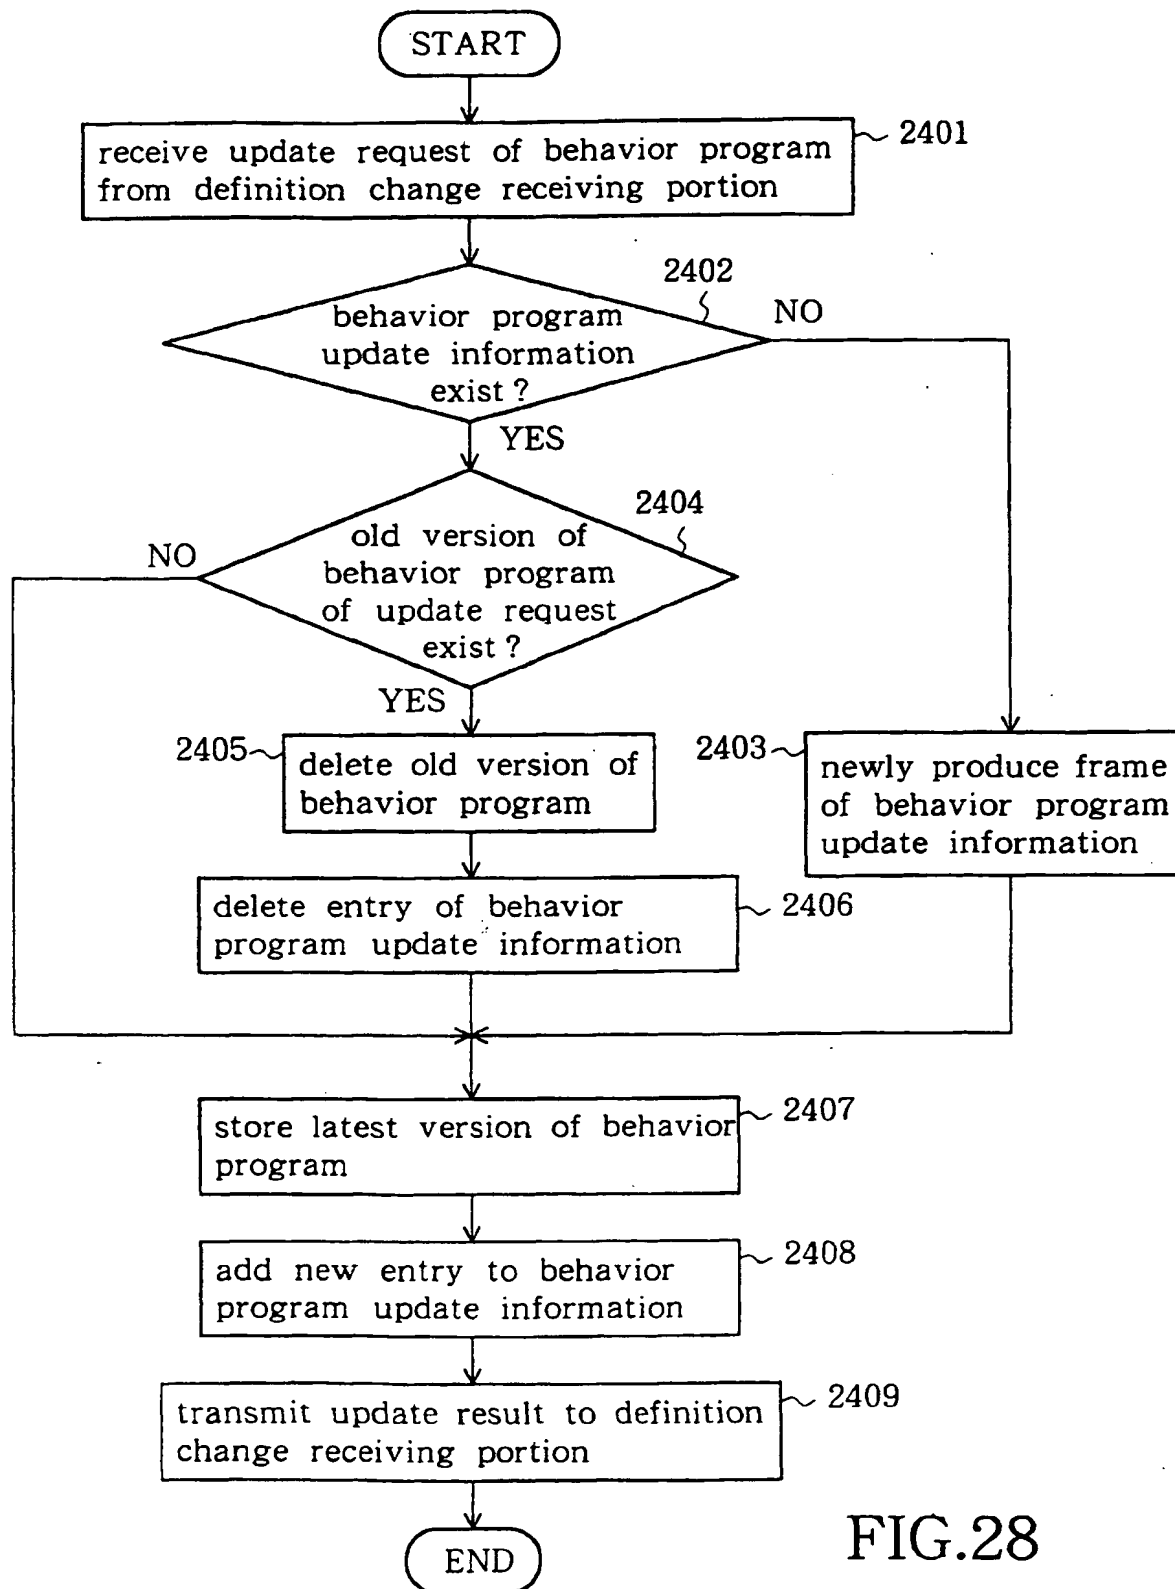 START
receive update request of behavior program
from definition change receiving portion
2401
2402
behavior program
update information
exist?
NO
YES
2404
old version of
behavior program
of update request
exist?
NO
YES
2405
delete old version of
behavior program
2403
newly produce frame
of behavior program
update information
delete entry of behavior
program update information
2406
store latest version of behavior
program
2407
add new entry to behavior
program update information
2408
transmit update result to definition
change receiving portion
2409
END
FIG.28